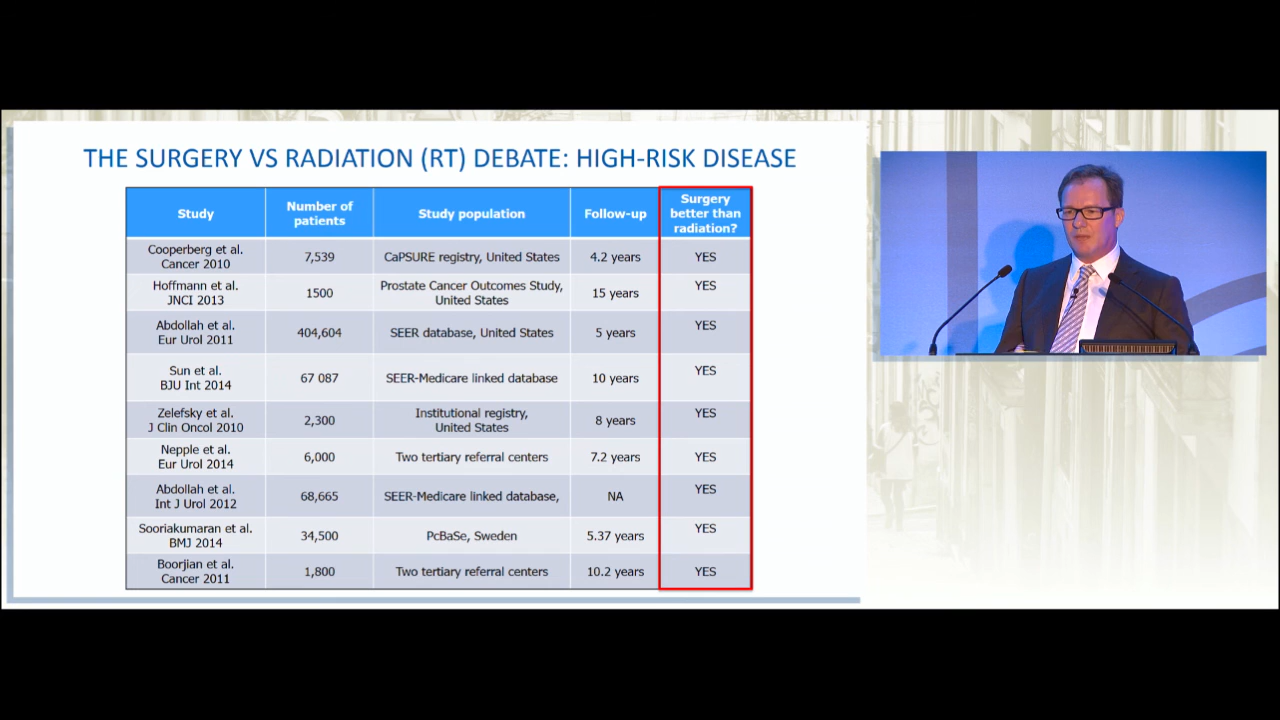 THE SURGERY VS RADIATION (RT) DEBATE: HIGH-RISK DISEASE
Study
Number of
patients
Study population
Follow-up
Surgery
better than
radiation?
Cooperberg et al.
Cancer 2010
7,539
CaPSURE registry, United States
4.2 years
YES
Hoffmann et al.
JNCI 2013
1500
Prostate Cancer Outcomes Study,
United States
15 years
YES
Abdollah et al.
Eur Urol 2011
404,604
SEER database, United States
5 years
YES
Sun et al.
BJU Int 2014
67 087
SEER-Medicare linked database
10 years
YES
Zelefsky et al.
J Clin Oncol 2010
2,300
Institutional registry,
United States
8 years
YES
Nepple et al.
Eur Urol 2014
6,000
Two tertiary referral centers
7.2 years
YES
Abdollah et al.
Int J Urol 2012
68,665
SEER-Medicare linked database,
NA
YES
Sooriakumaran et al.
BMJ 2014
34,500
PcBaSe, Sweden
5.37 years
YES
Boorjian et al.
Cancer 2011
1,800
Two tertiary referral centers
10.2 years
YES